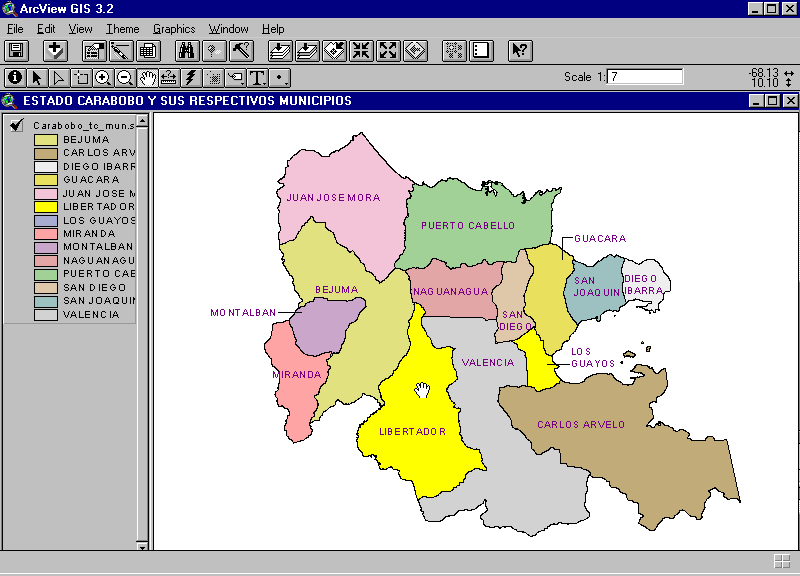 ArcView GIS 3.2
File Edit View Theme Graphics Window Help
Scale 1: 7
-68.13
10.10
ESTADO CARABOBO Y SUS RESPECTIVOS MUNICIPIOS
Carabobo_tc_mun.s
BEJUMA
CARLOS ARV
DIEGO IBARR
GUACARA
JUAN JOSE M
LIBERTADOR
LOS GUAYOS
MIRANDA
MONTALBAN
NAGUANAGU
PUERTO CAB
SAN DIEGO
SAN JOAQUIN
VALENCIA
JUAN JOSE MORA
PUERTO CABELLO
GUACARA
BEJUMA
NAGUANAGUA
SAN
JOAQUIN
DIEGO
IBARRA
MONTALBAN
SAN
DIEGO
MIRANDA
VALENCIA
LOS
GUAYOS
LIBERTADOR
CARLOS ARVELO